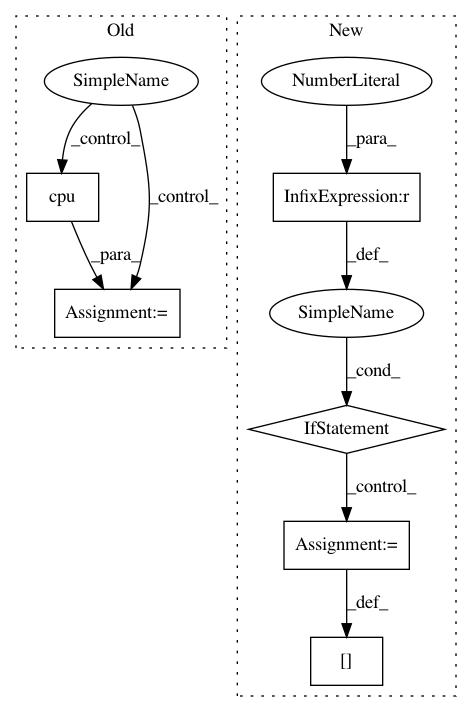 Old
SimpleName
_control_
cpu
_control_
_para_
Assignment:=
New
NumberLiteral
_para_
InfixExpression:r
_def_
SimpleName
_cond_
IfStatement
_control_
Assignment:=
_def_
[]